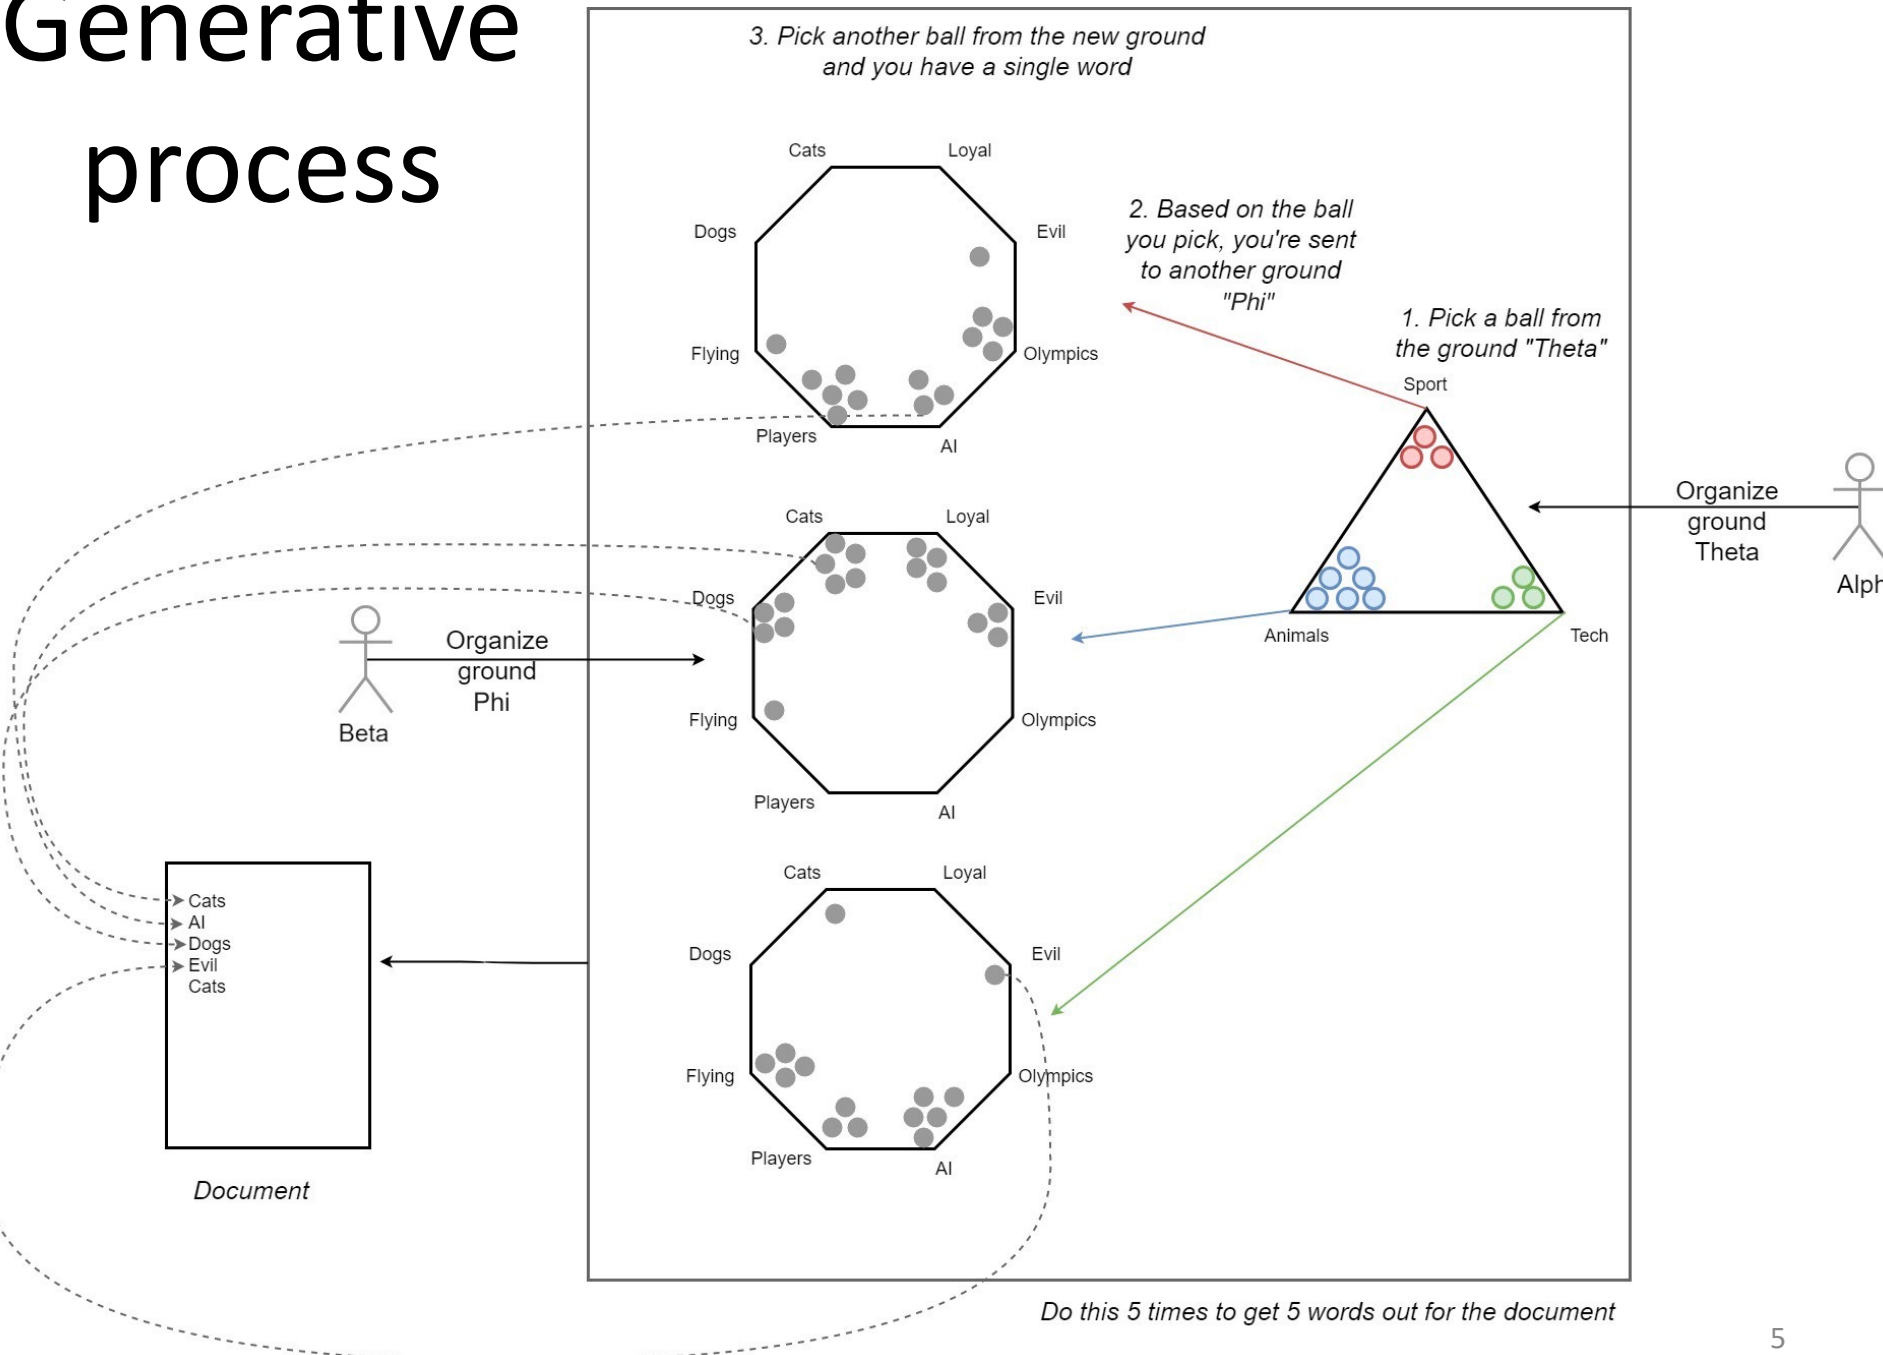 Generative
process
3. Pick another ball from the new ground
and you have a single word
Cats
Loyal
Dogs
Evil
Flying
Olympics
Players
AI
2. Based on the ball
you pick, you're sent
to another ground
"Phi"
1. Pick a ball from
the ground "Theta"
Sport
Animals
Tech
Organize
ground
Theta
Alph
Cats
Loyal
Dogs
Evil
Flying
Olympics
Players
AI
Organize
ground
Phi
Beta
Cats
Loyal
Dogs
Evil
Flying
Olympics
Players
AI
Cats
AI
Dogs
Evil
Cats
Document
Do this 5 times to get 5 words out for the document
5